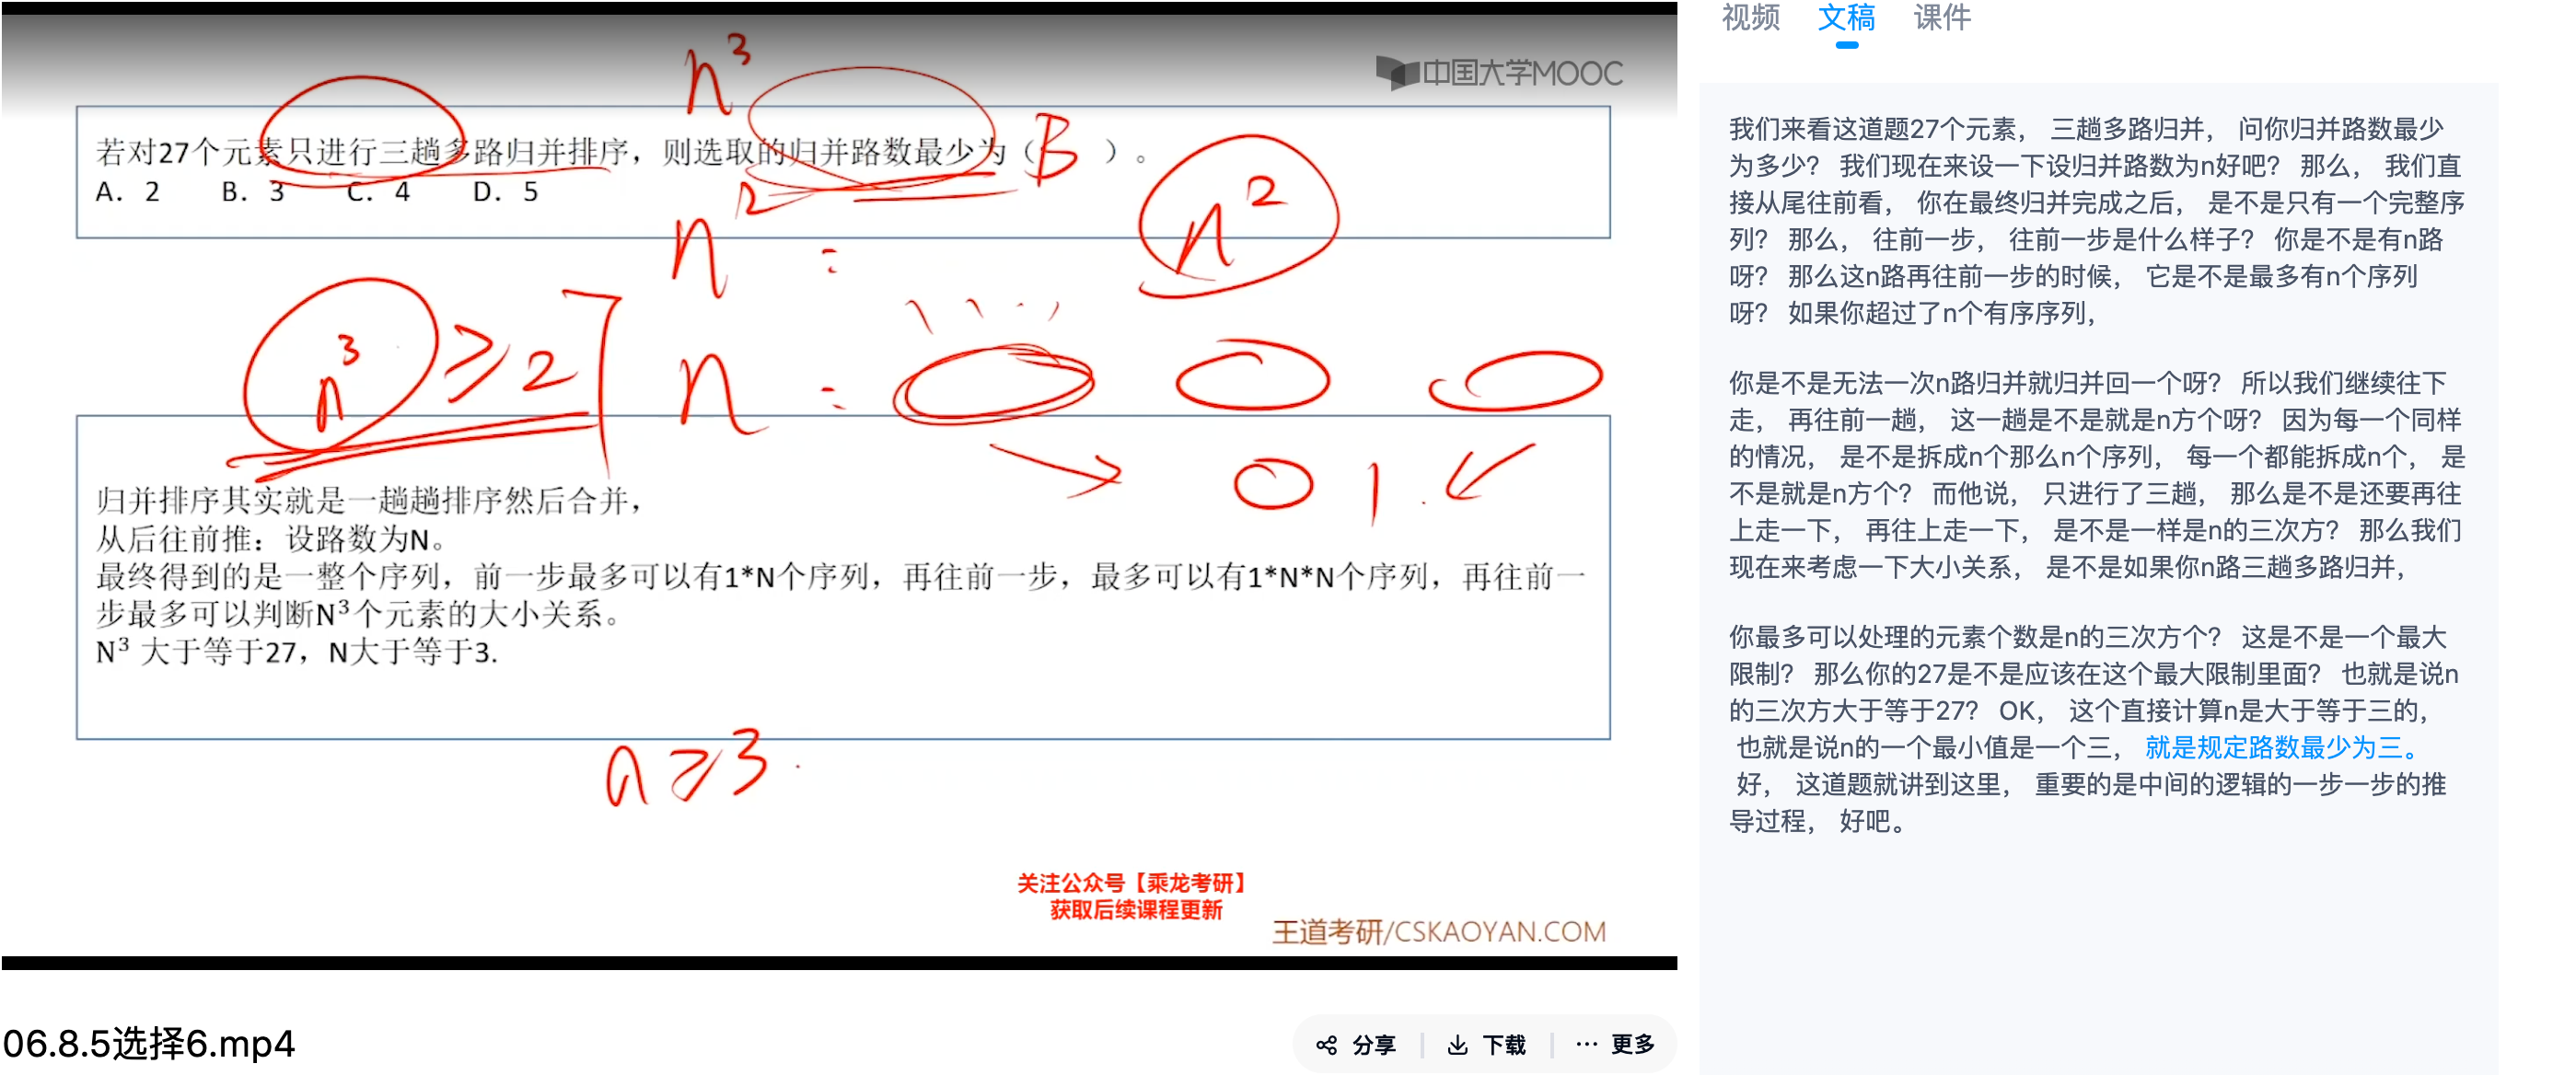 n³
中国大学MOOC
若对27个元素只进行三趟多路归并排序，则选取的归并路数最少为（B ）。
A. 2 B. 3 C. 4 D. 5
n²
n² :
n³ ≥ 27
n :
0 1
归并排序其实就是一趟趟排序然后合并，
从后往前推：设路数为N。
最终得到的是一整个序列，前一步最多可以有1*N个序列，再往前一步，最多可以有1*N*N个序列，再往前一
步最多可以判断N³个元素的大小关系。
N³ 大于等于27，N大于等于3.
n ≥ 3
关注公众号【乘龙考研】
获取后续课程更新
王道考研/CSKAOYAN.COM
06.8.5选择6.mp4
分享 下载 更多
视频 文稿 课件
我们来看这道题27个元素， 三趟多路归并， 问你归并路数最少
为多少？ 我们现在来设一下设归并路数为n好吧？ 那么， 我们直
接从尾往前看， 你在最终归并完成之后， 是不是只有一个完整序
列？ 那么， 往前一步， 往前一步是什么样子？ 你是不是有n路
呀？ 那么这n路再往前一步的时候， 它是不是最多有n个序列
呀？ 如果你超过了n个有序序列，
你是不是无法一次n路归并就归并回一个呀？ 所以我们继续往下
走， 再往前一趟， 这一趟是不是就是n方个呀？ 因为每一个同样
的情况， 是不是拆成n个那么n个序列， 每一个都能拆成n个， 是
不是就是n方个？ 而他说， 只进行了三趟， 那么是不是还要再往
上走一下， 再往上走一下， 是不是一样是n的三次方？ 那么我们
现在来考虑一下大小关系， 是不是如果你n路三趟多路归并，
你最多可以处理的元素个数是n的三次方个？ 这是不是一个最大
限制？ 那么你的27是不是应该在这个最大限制里面？ 也就是说n
的三次方大于等于27？ OK， 这个直接计算n是大于等于三的，
也就是说n的一个最小值是一个三， 就是规定路数最少为三。
好， 这道题就讲到这里， 重要的是中间的逻辑的一步一步的推
导过程， 好吧。